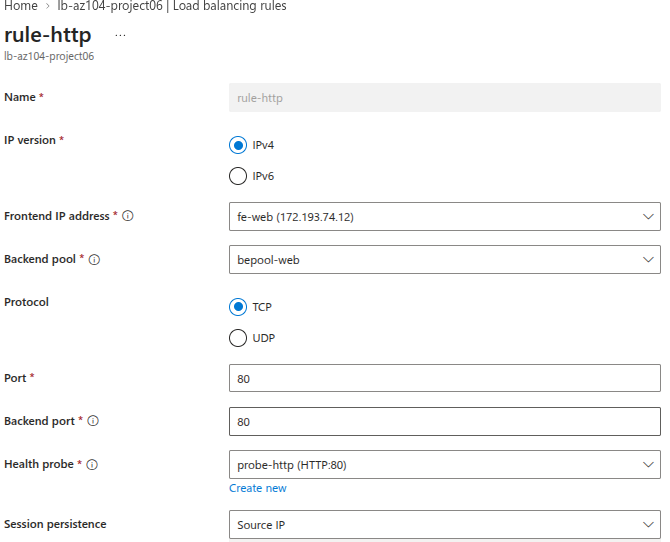 Home › lb-az104-project06 | Load balancing rules
rule-http ...
lb-az104-project06
Name *
rule-http
IP version *
IPv4
IPv6
Frontend IP address *
fe-web (172.193.74.12)
Backend pool *
bepool-web
Protocol
TCP
UDP
Port *
80
Backend port *
80
Health probe *
probe-http (HTTP:80)
Create new
Session persistence
Source IP